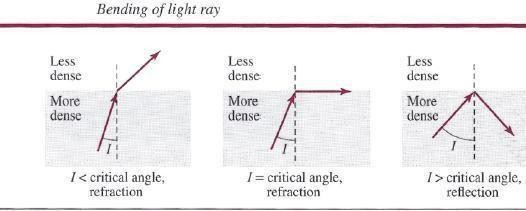 Bending of light ray
Less
dense
More
dense
I
I < critical angle,
refraction
Less
dense
More
dense
I
I = critical angle,
refraction
Less
dense
More
dense
I
I > critical angle,
reflection